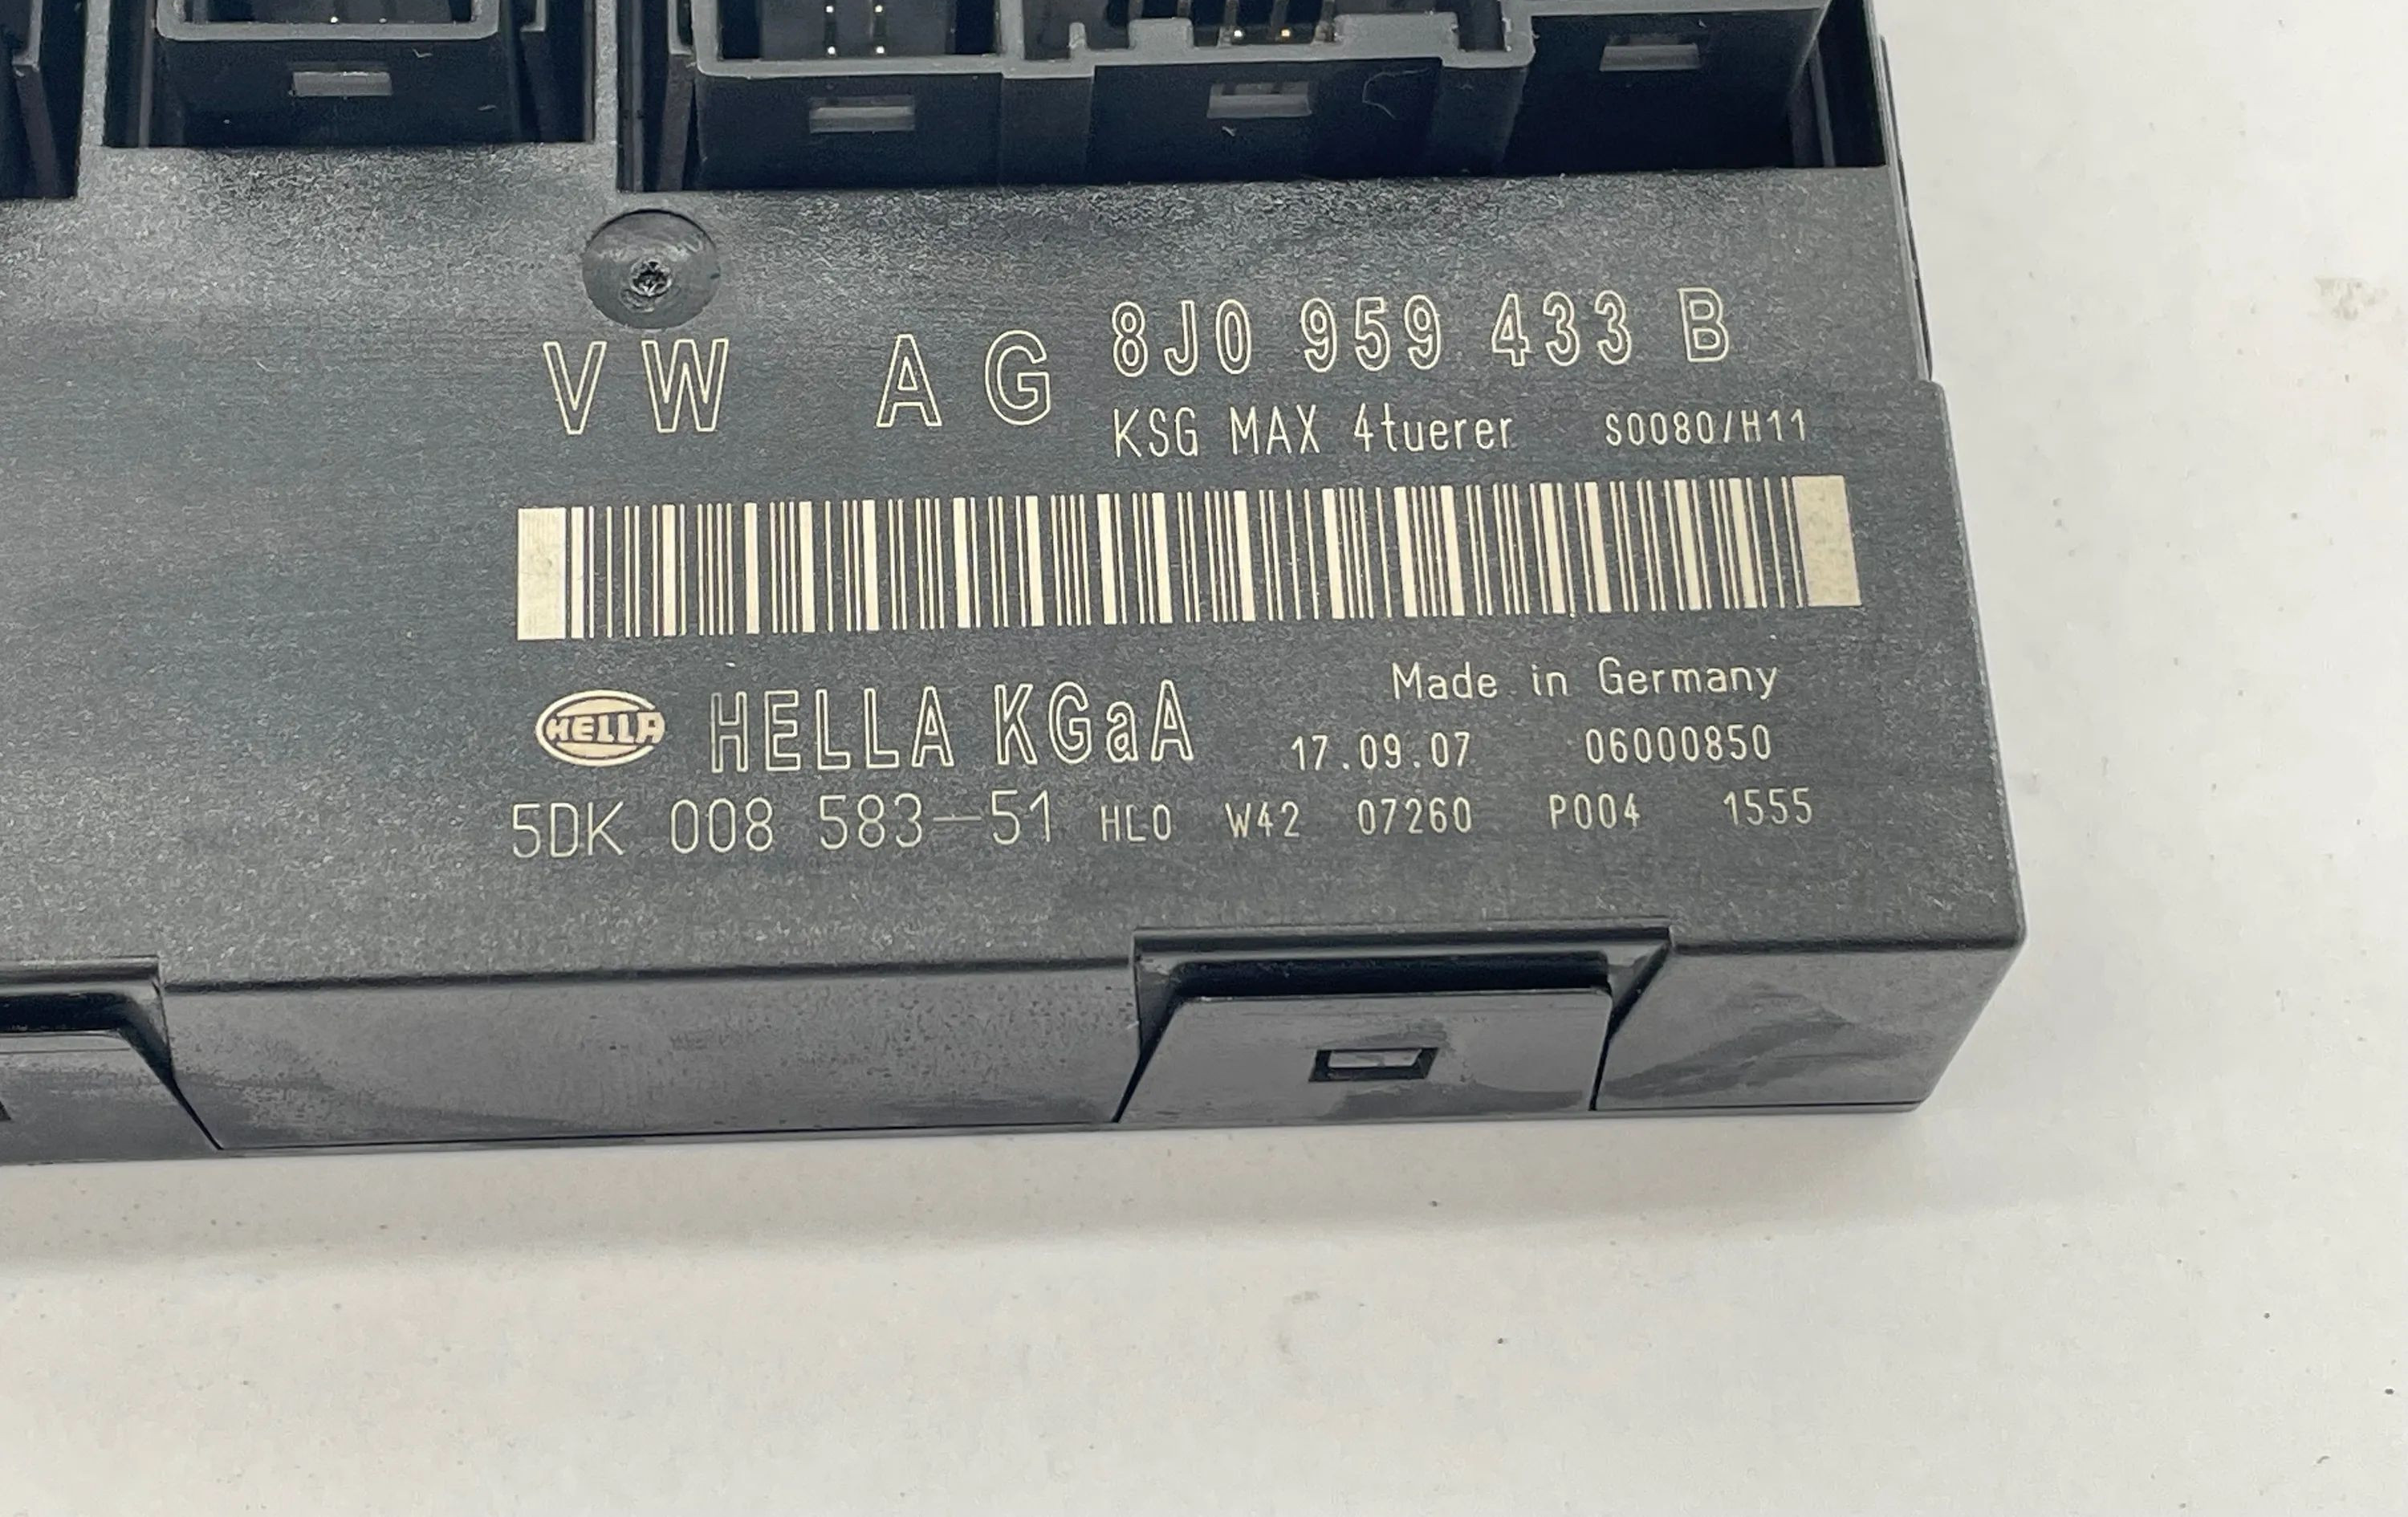 VW AG 8J0 959 433 B
KSG MAX 4tuerer S0080/H11
Made in Germany
HELLA HELLA KGaA 17.09.07 06000850
5DK 008 583-51 HLO W42 07260 P004 1555